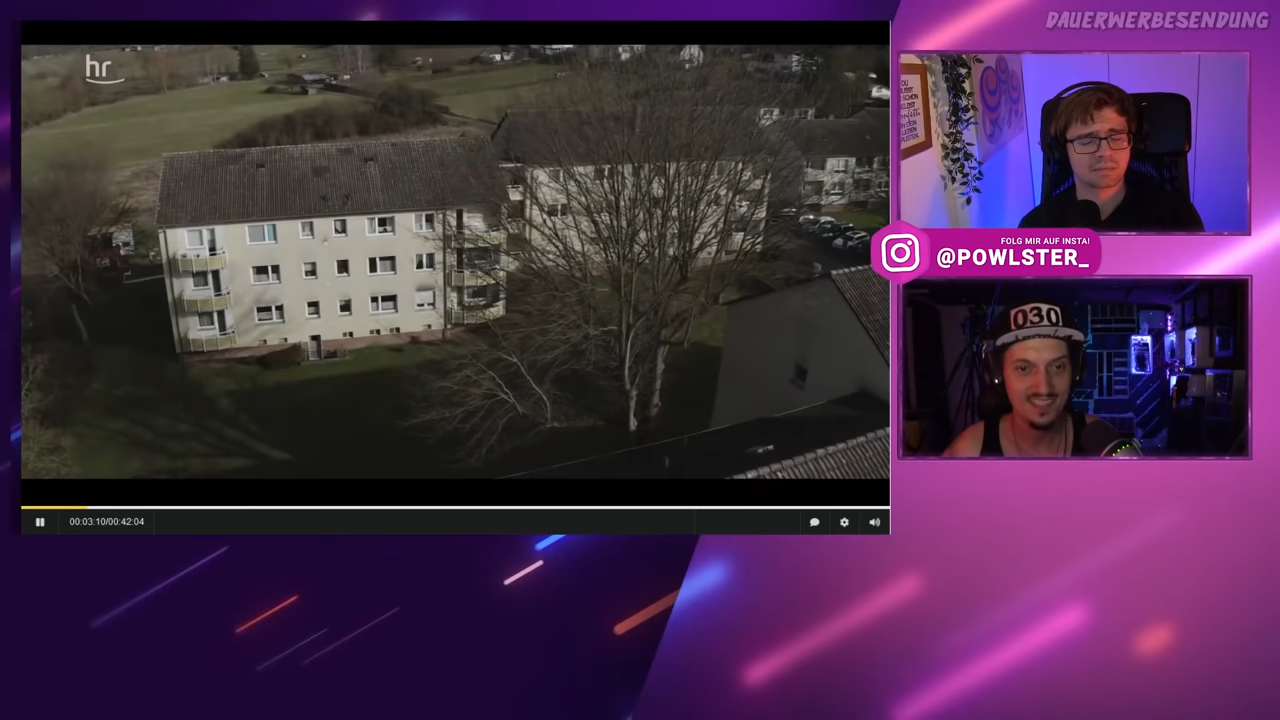 DAUERWERBESENDUNG
hr
FOLG MIR AUF INSTA!
@POWLSTER_
030
00:03:10/00:42:04